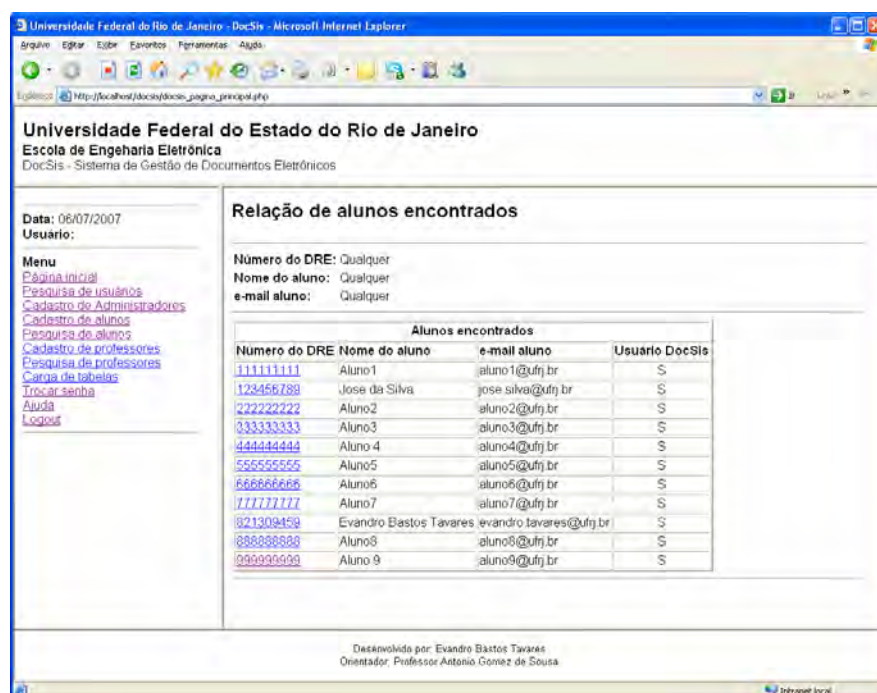 Universidade Federal do Rio de Janeiro - DocSis - Microsoft Internet Explorer
Arquivo Editar Exibir Favoritos Ferramentas Ajuda
http://localhost/docsis/docsis_pagina_principal.php
Universidade Federal do Estado do Rio de Janeiro
Escola de Engeharia Eletrônica
DocSis - Sistema de Gestão de Documentos Eletrônicos
Data: 06/07/2007
Usuário:
Menu
Página inicial
Pesquisa de usuários
Cadastro de Administradores
Cadastro de alunos
Pesquisa de alunos
Cadastro de professores
Pesquisa de professores
Carga de tabelas
Trocar senha
Ajuda
Logout
Relação de alunos encontrados
Número do DRE: Qualquer
Nome do aluno: Qualquer
e-mail aluno: Qualquer
Alunos encontrados
Número do DRE Nome do aluno e-mail aluno Usuário DocSis
111111111 Aluno1 aluno1@ufrj.br S
123456789 Jose da Silva jose.silva@ufrj.br S
222222222 Aluno2 aluno2@ufrj.br S
333333333 Aluno3 aluno3@ufrj.br S
444444444 Aluno 4 aluno4@ufrj.br S
555555555 Aluno5 aluno5@ufrj.br S
666666666 Aluno6 aluno6@ufrj.br S
777777777 Aluno7 aluno7@ufrj.br S
821309459 Evandro Bastos Tavares evandro.tavares@ufrj.br S
888888888 Aluno8 aluno8@ufrj.br S
999999999 Aluno 9 aluno9@ufrj.br S
Desenvolvido por: Evandro Bastos Tavares
Orientador: Professor Antonio Gomez de Sousa
Intranet local